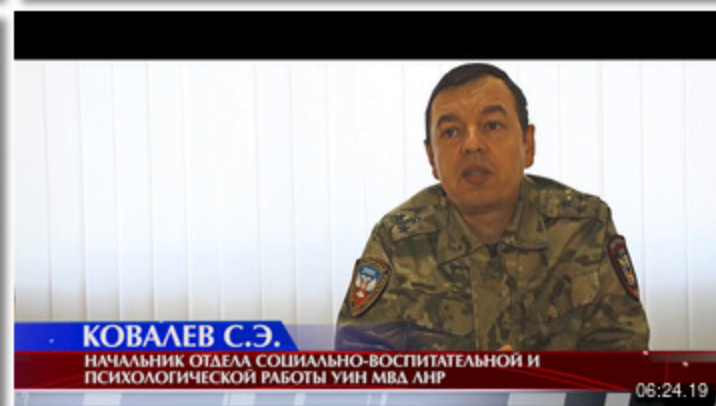 КОВАЛЕВ С.Э.
НАЧАЛЬНИК ОТДЕЛА СОЦИАЛЬНО-ВОСПИТАТЕЛЬНОЙ И
ПСИХОЛОГИЧЕСКОЙ РАБОТЫ УИН МВД ЛНР
06:24.19